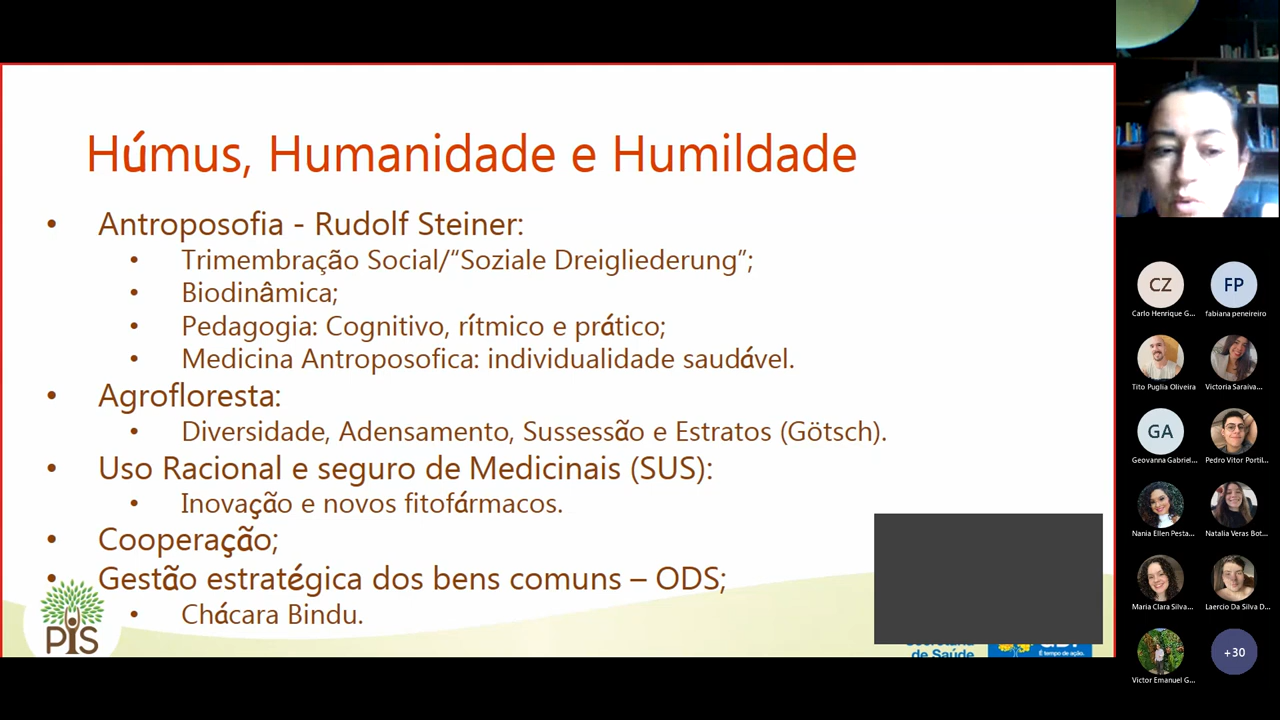 Húmus, Humanidade e Humildade
• Antroposofia - Rudolf Steiner:
• Trimembração Social/“Soziale Dreigliederung”;
• Biodinâmica;
• Pedagogia: Cognitivo, rítmico e prático;
• Medicina Antroposofica: individualidade saudável.
• Agrofloresta:
• Diversidade, Adensamento, Sussessão e Estratos (Götsch).
• Uso Racional e seguro de Medicinais (SUS):
• Inovação e novos fitofármacos.
• Cooperação;
• Gestão estratégica dos bens comuns – ODS;
• Chácara Bindu.
PIS
de Saúde
É tempo de ação.
CZ
Carlo Henrique G...
FP
fabiana peneireiro
Tito Puglia Oliveira
Victoria Saraiva...
GA
Geovanna Gabriel...
Pedro Vitor Portil...
Nania Ellen Pesta...
Natalia Veras Bot...
Maria Clara Silva...
Laercio Da Silva D...
Victor Emanuel G...
+30